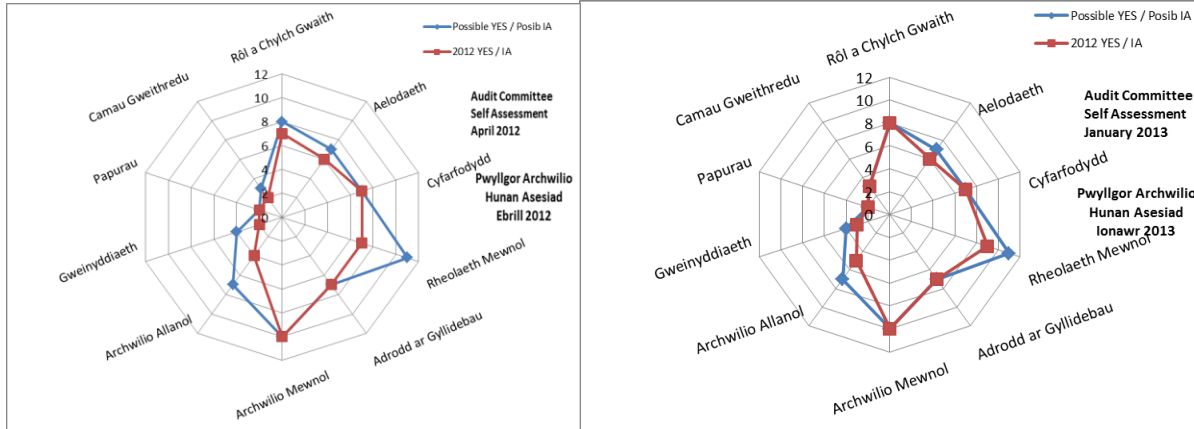 Possible YES / Posib IA
2012 YES / IA
Rôl a Chylch Gwaith
Aelodaeth
Cyfarfodydd
Rheolaeth Mewnol
Adrodd ar Gyllidebau
Archwilio Mewnol
Archwilio Allanol
Gweinyddiaeth
Papurau
Camau Gweithredu
12
10
8
6
4
2
0
Audit Committee
Self Assessment
April 2012
Pwyllgor Archwilio
Hunan Asesiad
Ebrill 2012
Possible YES / Posib IA
2012 YES / IA
Rôl a Chylch Gwaith
Aelodaeth
Cyfarfodydd
Rheolaeth Mewnol
Adrodd ar Gyllidebau
Archwilio Mewnol
Archwilio Allanol
Gweinyddiaeth
Papurau
Camau Gweithredu
12
10
8
6
4
2
0
Audit Committee
Self Assessment
January 2013
Pwyllgor Archwilio
Hunan Asesiad
Ionawr 2013